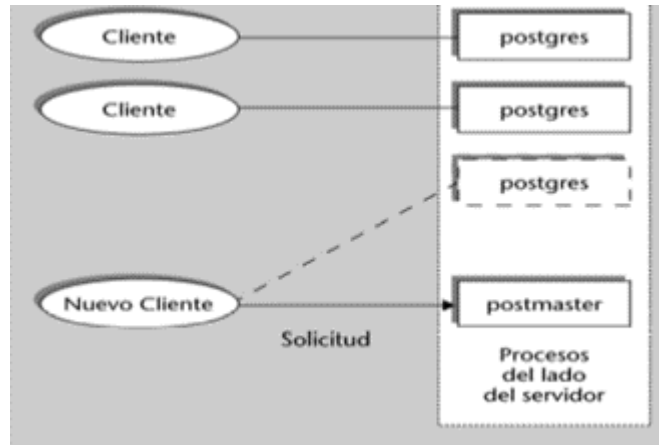 Cliente
postgres
Cliente
postgres
postgres
Nuevo Cliente
postmaster
Solicitud
Procesos
del lado
del servidor